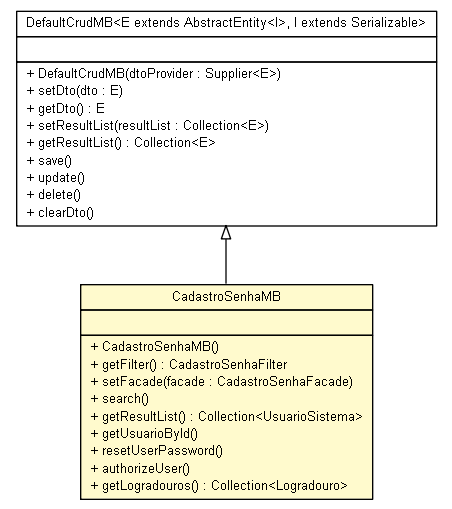 DefaultCrudMB<E extends AbstractEntity<I>, I extends Serializable>
+ DefaultCrudMB(dtoProvider : Supplier<E>)
+ setDto(dto : E)
+ getDto() : E
+ setResultList(resultList : Collection<E>)
+ getResultList() : Collection<E>
+ save()
+ update()
+ delete()
+ clearDto()
CadastroSenhaMB
+ CadastroSenhaMB()
+ getFilter() : CadastroSenhaFilter
+ setFacade(facade : CadastroSenhaFacade)
+ search()
+ getResultList() : Collection<UsuarioSistema>
+ getUsuarioById()
+ resetUserPassword()
+ authorizeUser()
+ getLogradouros() : Collection<Logradouro>